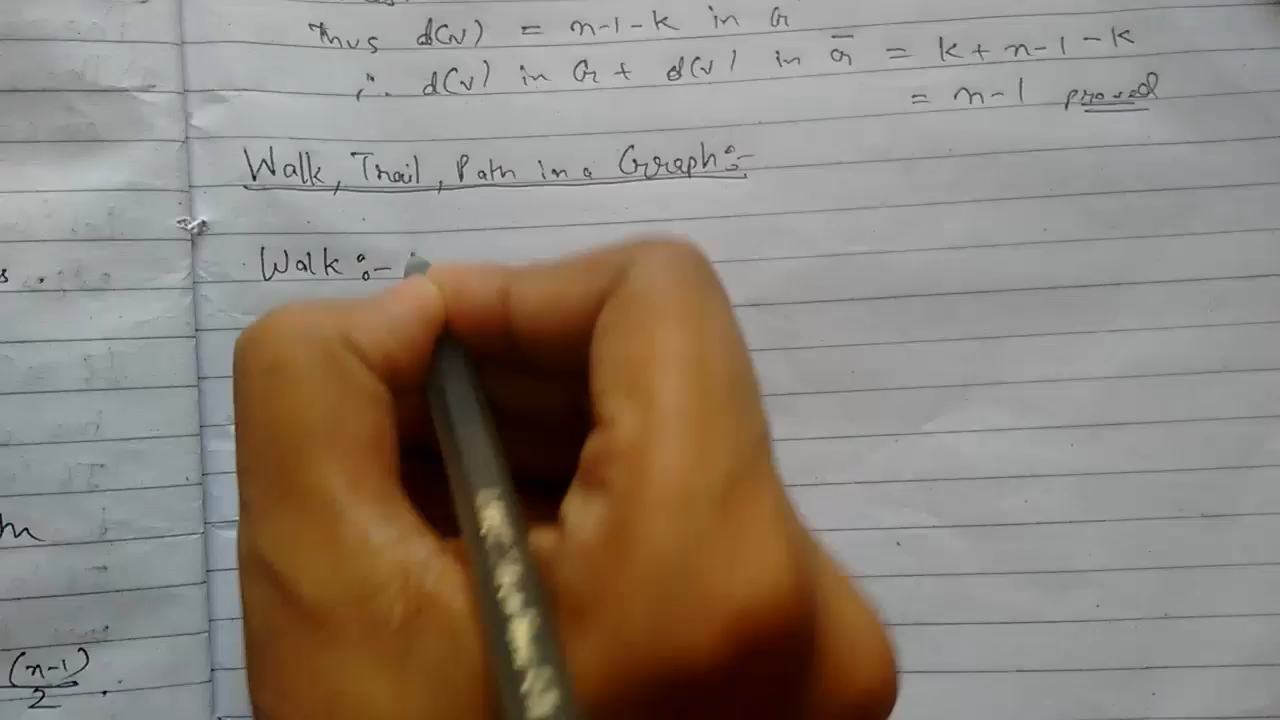 Thus d(v) = n-1-k in G
∴ d(v) in G + d(v) in G̅ = k+n-1-k
= n-1 proved
Walk, Trail, Path in a Graph:-
Walk :-
s.
m
(n-1)
2 .